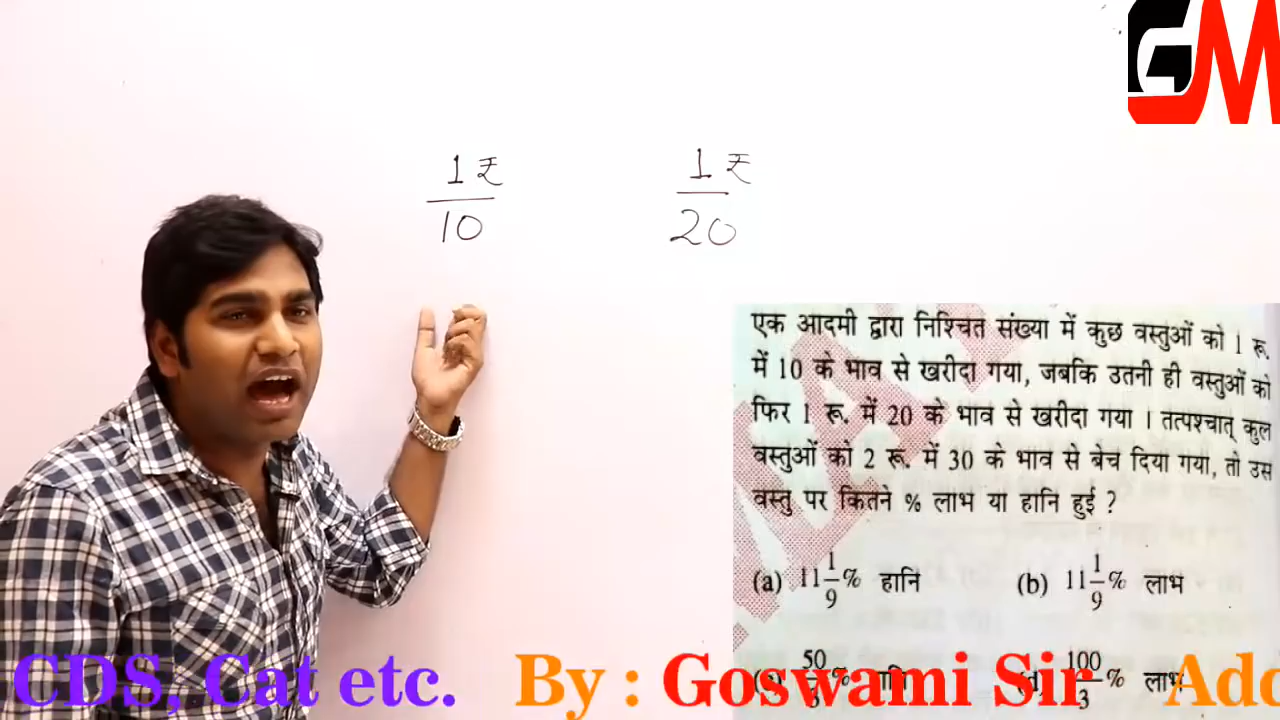 GM
1₹
10
1₹
20
एक आदमी द्वारा निश्चित संख्या में कुछ वस्तुओं को 1 रू.
में 10 के भाव से खरीदा गया, जबकि उतनी ही वस्तुओं को
फिर 1 रू. में 20 के भाव से खरीदा गया । तत्पश्चात् कुल
वस्तुओं को 2 रू. में 30 के भाव से बेच दिया गया, तो उस
वस्तु पर कितने % लाभ या हानि हुई ?
(a) 11 1/9 % हानि (b) 11 1/9 % लाभ
50 % 100/3 % लाभ
CDS, Cat etc. By : Goswami Sir Add